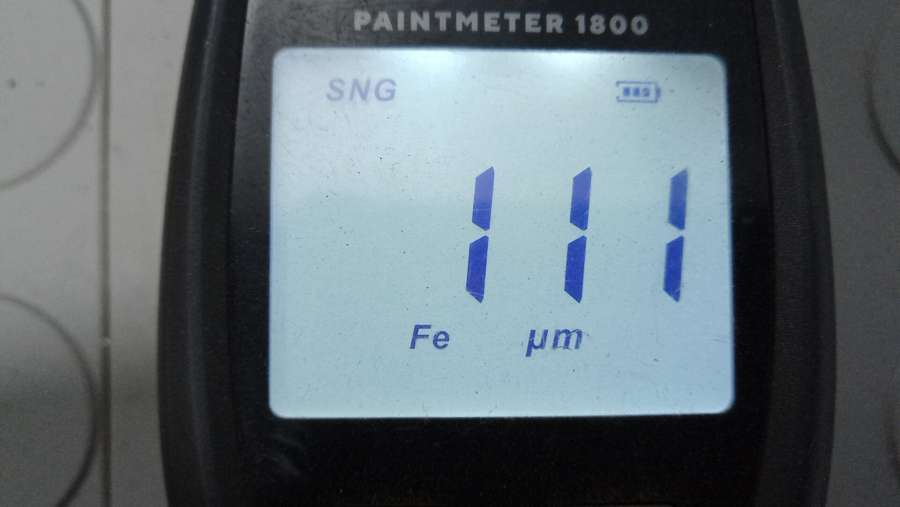 PAINTMETER 1800
SNG
111
Fe µm